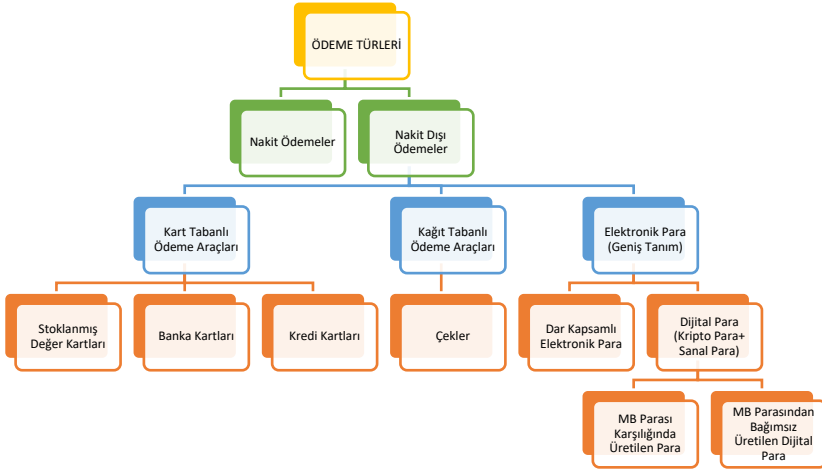 ÖDEME TÜRLERİ
Nakit Ödemeler
Nakit Dışı
Ödemeler
Kart Tabanlı
Ödeme Araçları
Kağıt Tabanlı
Ödeme Araçları
Elektronik Para
(Geniş Tanım)
Stoklanmış
Değer Kartları
Banka Kartları
Kredi Kartları
Çekler
Dar Kapsamlı
Elektronik Para
Dijital Para
(Kripto Para+
Sanal Para)
MB Parası
Karşılığında
Üretilen Para
MB Parasından
Bağımsız
Üretilen Dijital
Para